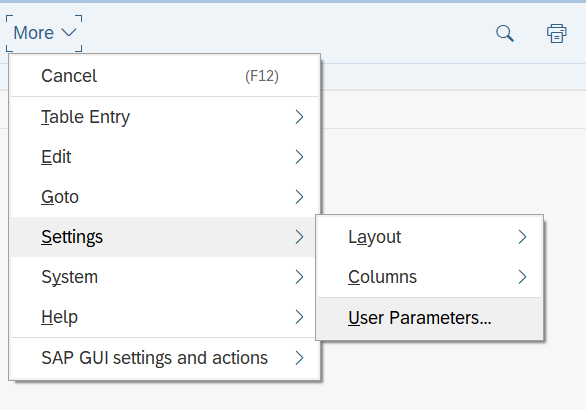 More
Cancel (F12)
Table Entry
Edit
Goto
Settings
Layout
System
Columns
Help
User Parameters...
SAP GUI settings and actions